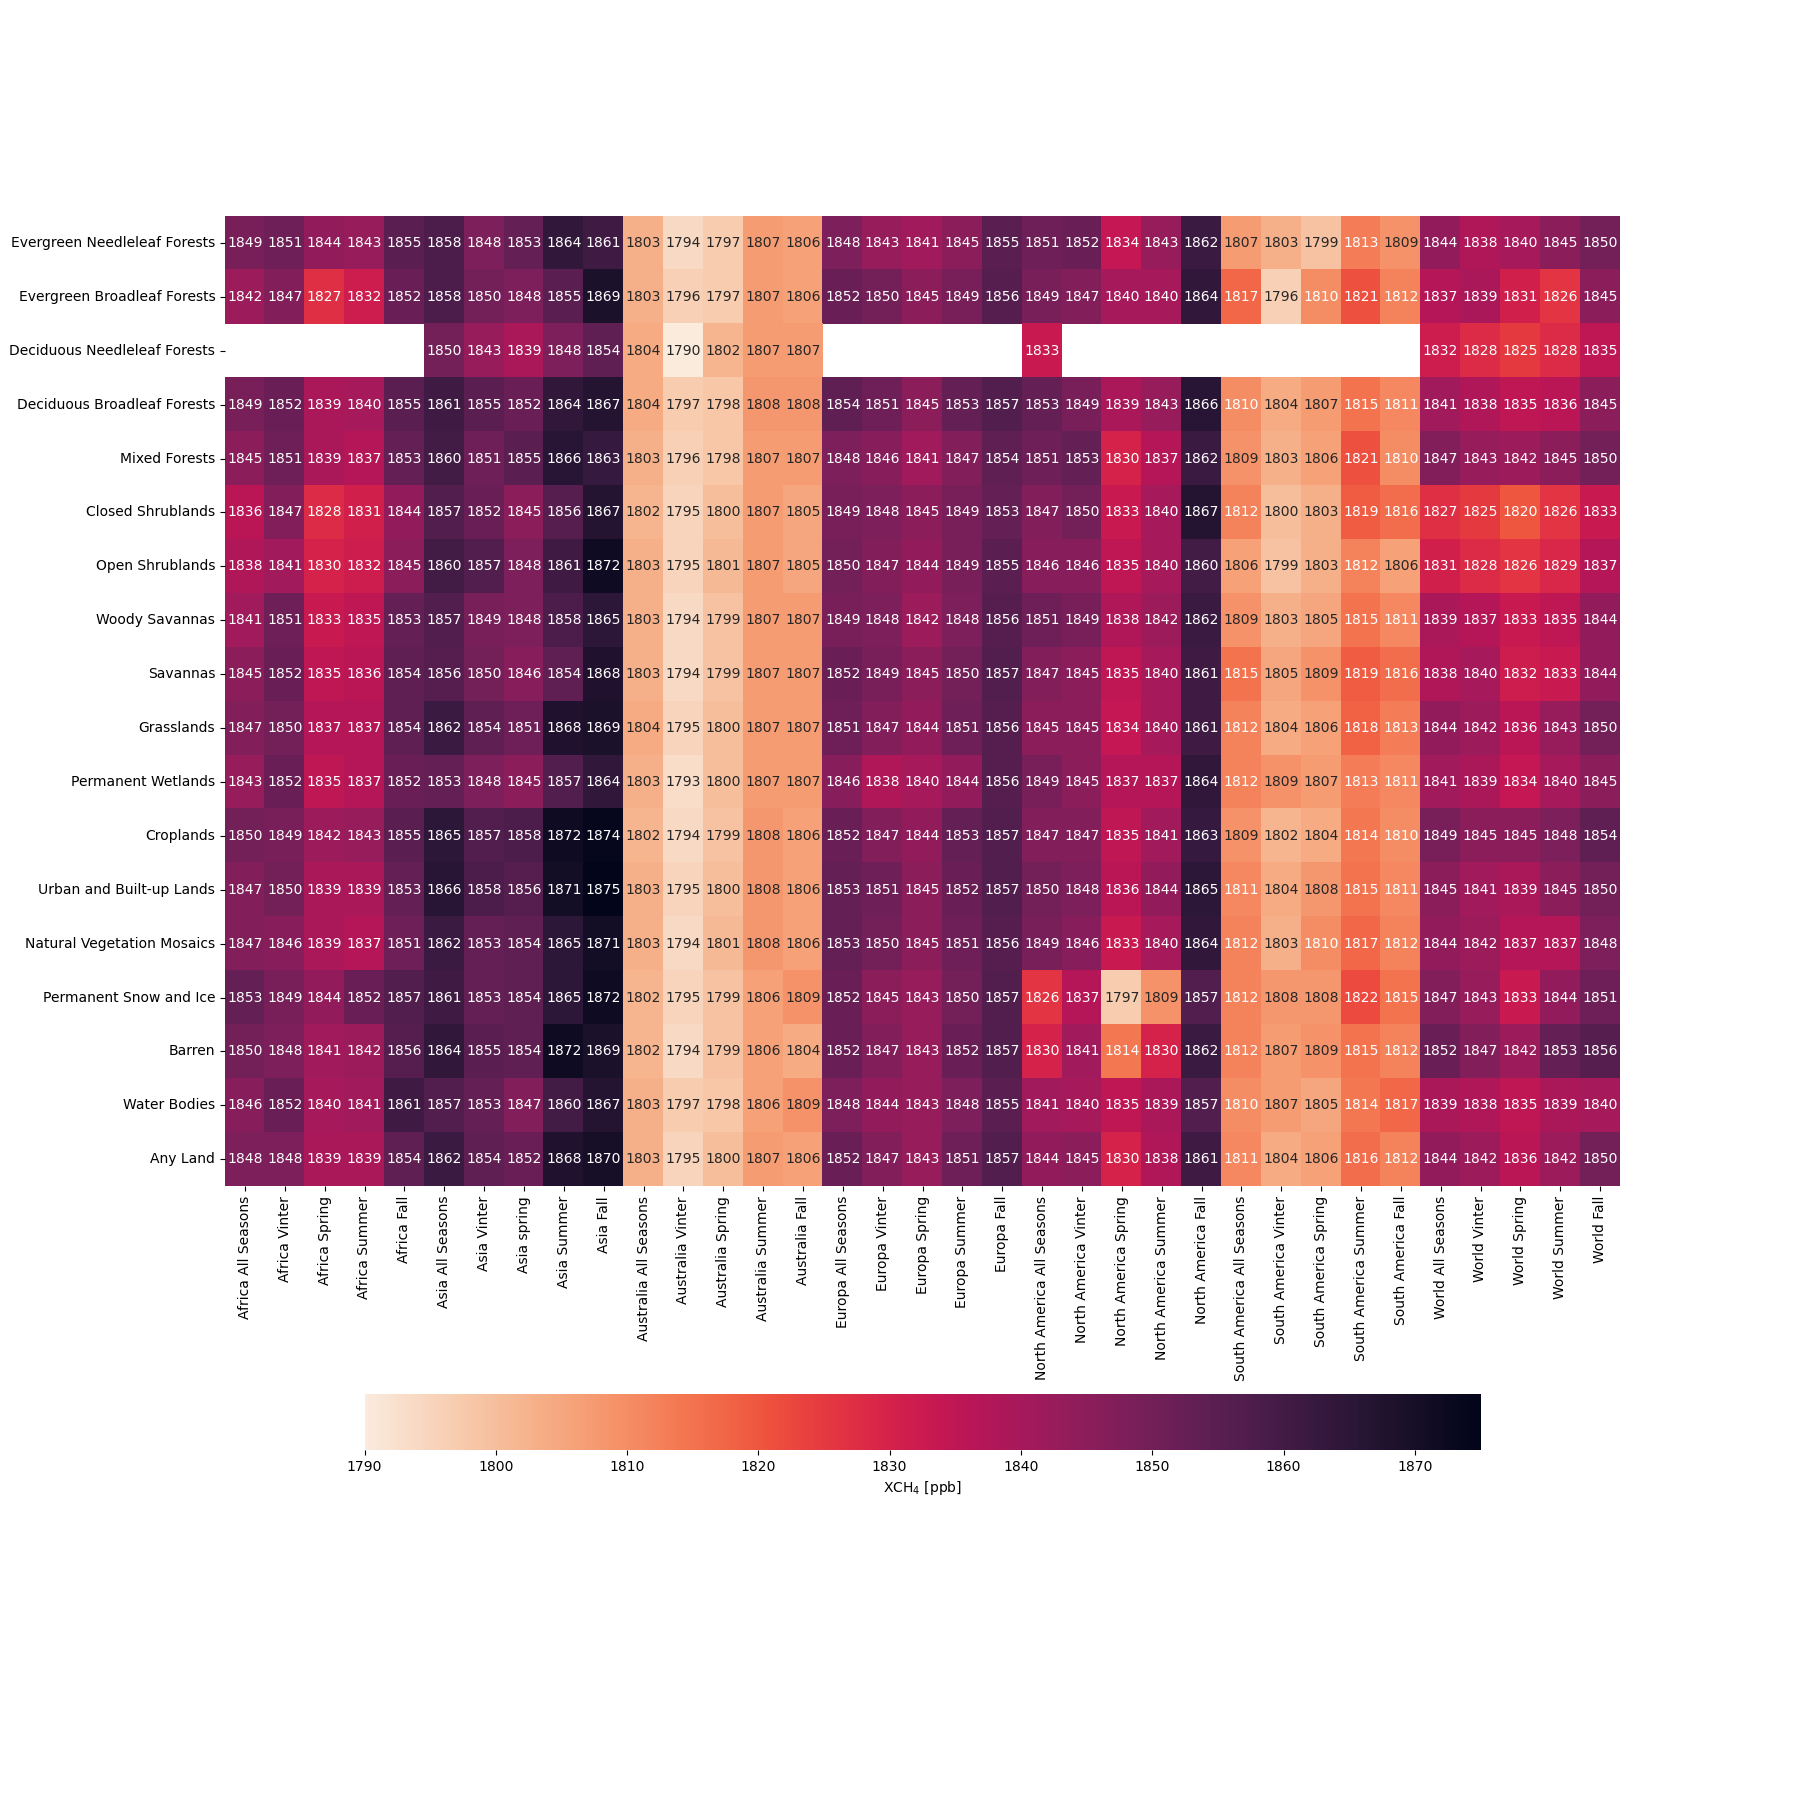 Evergreen Needleleaf Forests 1849 1851 1844 1843 1855 1858 1848 1853 1864 1861 1803 1794 1797 1807 1806 1848 1843 1841 1845 1855 1851 1852 1834 1843 1862 1807 1803 1799 1813 1809 1844 1838 1840 1845 1850
Evergreen Broadleaf Forests 1842 1847 1827 1832 1852 1858 1850 1848 1855 1869 1803 1796 1797 1807 1806 1852 1850 1845 1849 1856 1849 1847 1840 1840 1864 1817 1796 1810 1821 1812 1837 1839 1831 1826 1845
Deciduous Needleleaf Forests 1850 1843 1839 1848 1854 1804 1790 1802 1807 1807 1833 1832 1828 1825 1828 1835
Deciduous Broadleaf Forests 1849 1852 1839 1840 1855 1861 1855 1852 1864 1867 1804 1797 1798 1808 1808 1854 1851 1845 1853 1857 1853 1849 1839 1843 1866 1810 1804 1807 1815 1811 1841 1838 1835 1836 1845
Mixed Forests 1845 1851 1839 1837 1853 1860 1851 1855 1866 1863 1803 1796 1798 1807 1807 1848 1846 1841 1847 1854 1851 1853 1830 1837 1862 1809 1803 1806 1821 1810 1847 1843 1842 1845 1850
Closed Shrublands 1836 1847 1828 1831 1844 1857 1852 1845 1856 1867 1802 1795 1800 1807 1805 1849 1848 1845 1849 1853 1847 1850 1833 1840 1867 1812 1800 1803 1819 1816 1827 1825 1820 1826 1833
Open Shrublands 1838 1841 1830 1832 1845 1860 1857 1848 1861 1872 1803 1795 1801 1807 1805 1850 1847 1844 1849 1855 1846 1846 1835 1840 1860 1806 1799 1803 1812 1806 1831 1828 1826 1829 1837
Woody Savannas 1841 1851 1833 1835 1853 1857 1849 1848 1858 1865 1803 1794 1799 1807 1807 1849 1848 1842 1848 1856 1851 1849 1838 1842 1862 1809 1803 1805 1815 1811 1839 1837 1833 1835 1844
Savannas 1845 1852 1835 1836 1854 1856 1850 1846 1854 1868 1803 1794 1799 1807 1807 1852 1849 1845 1850 1857 1847 1845 1835 1840 1861 1815 1805 1809 1819 1816 1838 1840 1832 1833 1844
Grasslands 1847 1850 1837 1837 1854 1862 1854 1851 1868 1869 1804 1795 1800 1807 1807 1851 1847 1844 1851 1856 1845 1845 1834 1840 1861 1812 1804 1806 1818 1813 1844 1842 1836 1843 1850
Permanent Wetlands 1843 1852 1835 1837 1852 1853 1848 1845 1857 1864 1803 1793 1800 1807 1807 1846 1838 1840 1844 1856 1849 1845 1837 1837 1864 1812 1809 1807 1813 1811 1841 1839 1834 1840 1845
Croplands 1850 1849 1842 1843 1855 1865 1857 1858 1872 1874 1802 1794 1799 1808 1806 1852 1847 1844 1853 1857 1847 1847 1835 1841 1863 1809 1802 1804 1814 1810 1849 1845 1845 1848 1854
Urban and Built-up Lands 1847 1850 1839 1839 1853 1866 1858 1856 1871 1875 1803 1795 1800 1808 1806 1853 1851 1845 1852 1857 1850 1848 1836 1844 1865 1811 1804 1808 1815 1811 1845 1841 1839 1845 1850
Natural Vegetation Mosaics 1847 1846 1839 1837 1851 1862 1853 1854 1865 1871 1803 1794 1801 1808 1806 1853 1850 1845 1851 1856 1849 1846 1833 1840 1864 1812 1803 1810 1817 1812 1844 1842 1837 1837 1848
Permanent Snow and Ice 1853 1849 1844 1852 1857 1861 1853 1854 1865 1872 1802 1795 1799 1806 1809 1852 1845 1843 1850 1857 1826 1837 1797 1809 1857 1812 1808 1808 1822 1815 1847 1843 1833 1844 1851
Barren 1850 1848 1841 1842 1856 1864 1855 1854 1872 1869 1802 1794 1799 1806 1804 1852 1847 1843 1852 1857 1830 1841 1814 1830 1862 1812 1807 1809 1815 1812 1852 1847 1842 1853 1856
Water Bodies 1846 1852 1840 1841 1861 1857 1853 1847 1860 1867 1803 1797 1798 1806 1809 1848 1844 1843 1848 1855 1841 1840 1835 1839 1857 1810 1807 1805 1814 1817 1839 1838 1835 1839 1840
Any Land 1848 1848 1839 1839 1854 1862 1854 1852 1868 1870 1803 1795 1800 1807 1806 1852 1847 1843 1851 1857 1844 1845 1830 1838 1861 1811 1804 1806 1816 1812 1844 1842 1836 1842 1850
Africa All Seasons
Africa Vinter
Africa Spring
Africa Summer
Africa Fall
Asia All Seasons
Asia Vinter
Asia spring
Asia Summer
Asia Fall
Australia All Seasons
Australia Vinter
Australia Spring
Australia Summer
Australia Fall
Europa All Seasons
Europa Vinter
Europa Spring
Europa Summer
Europa Fall
North America All Seasons
North America Vinter
North America Spring
North America Summer
North America Fall
South America All Seasons
South America Vinter
South America Spring
South America Summer
South America Fall
World All Seasons
World Vinter
World Spring
World Summer
World Fall
1790 1800 1810 1820 1830 1840 1850 1860 1870
XCH₄ [ppb]